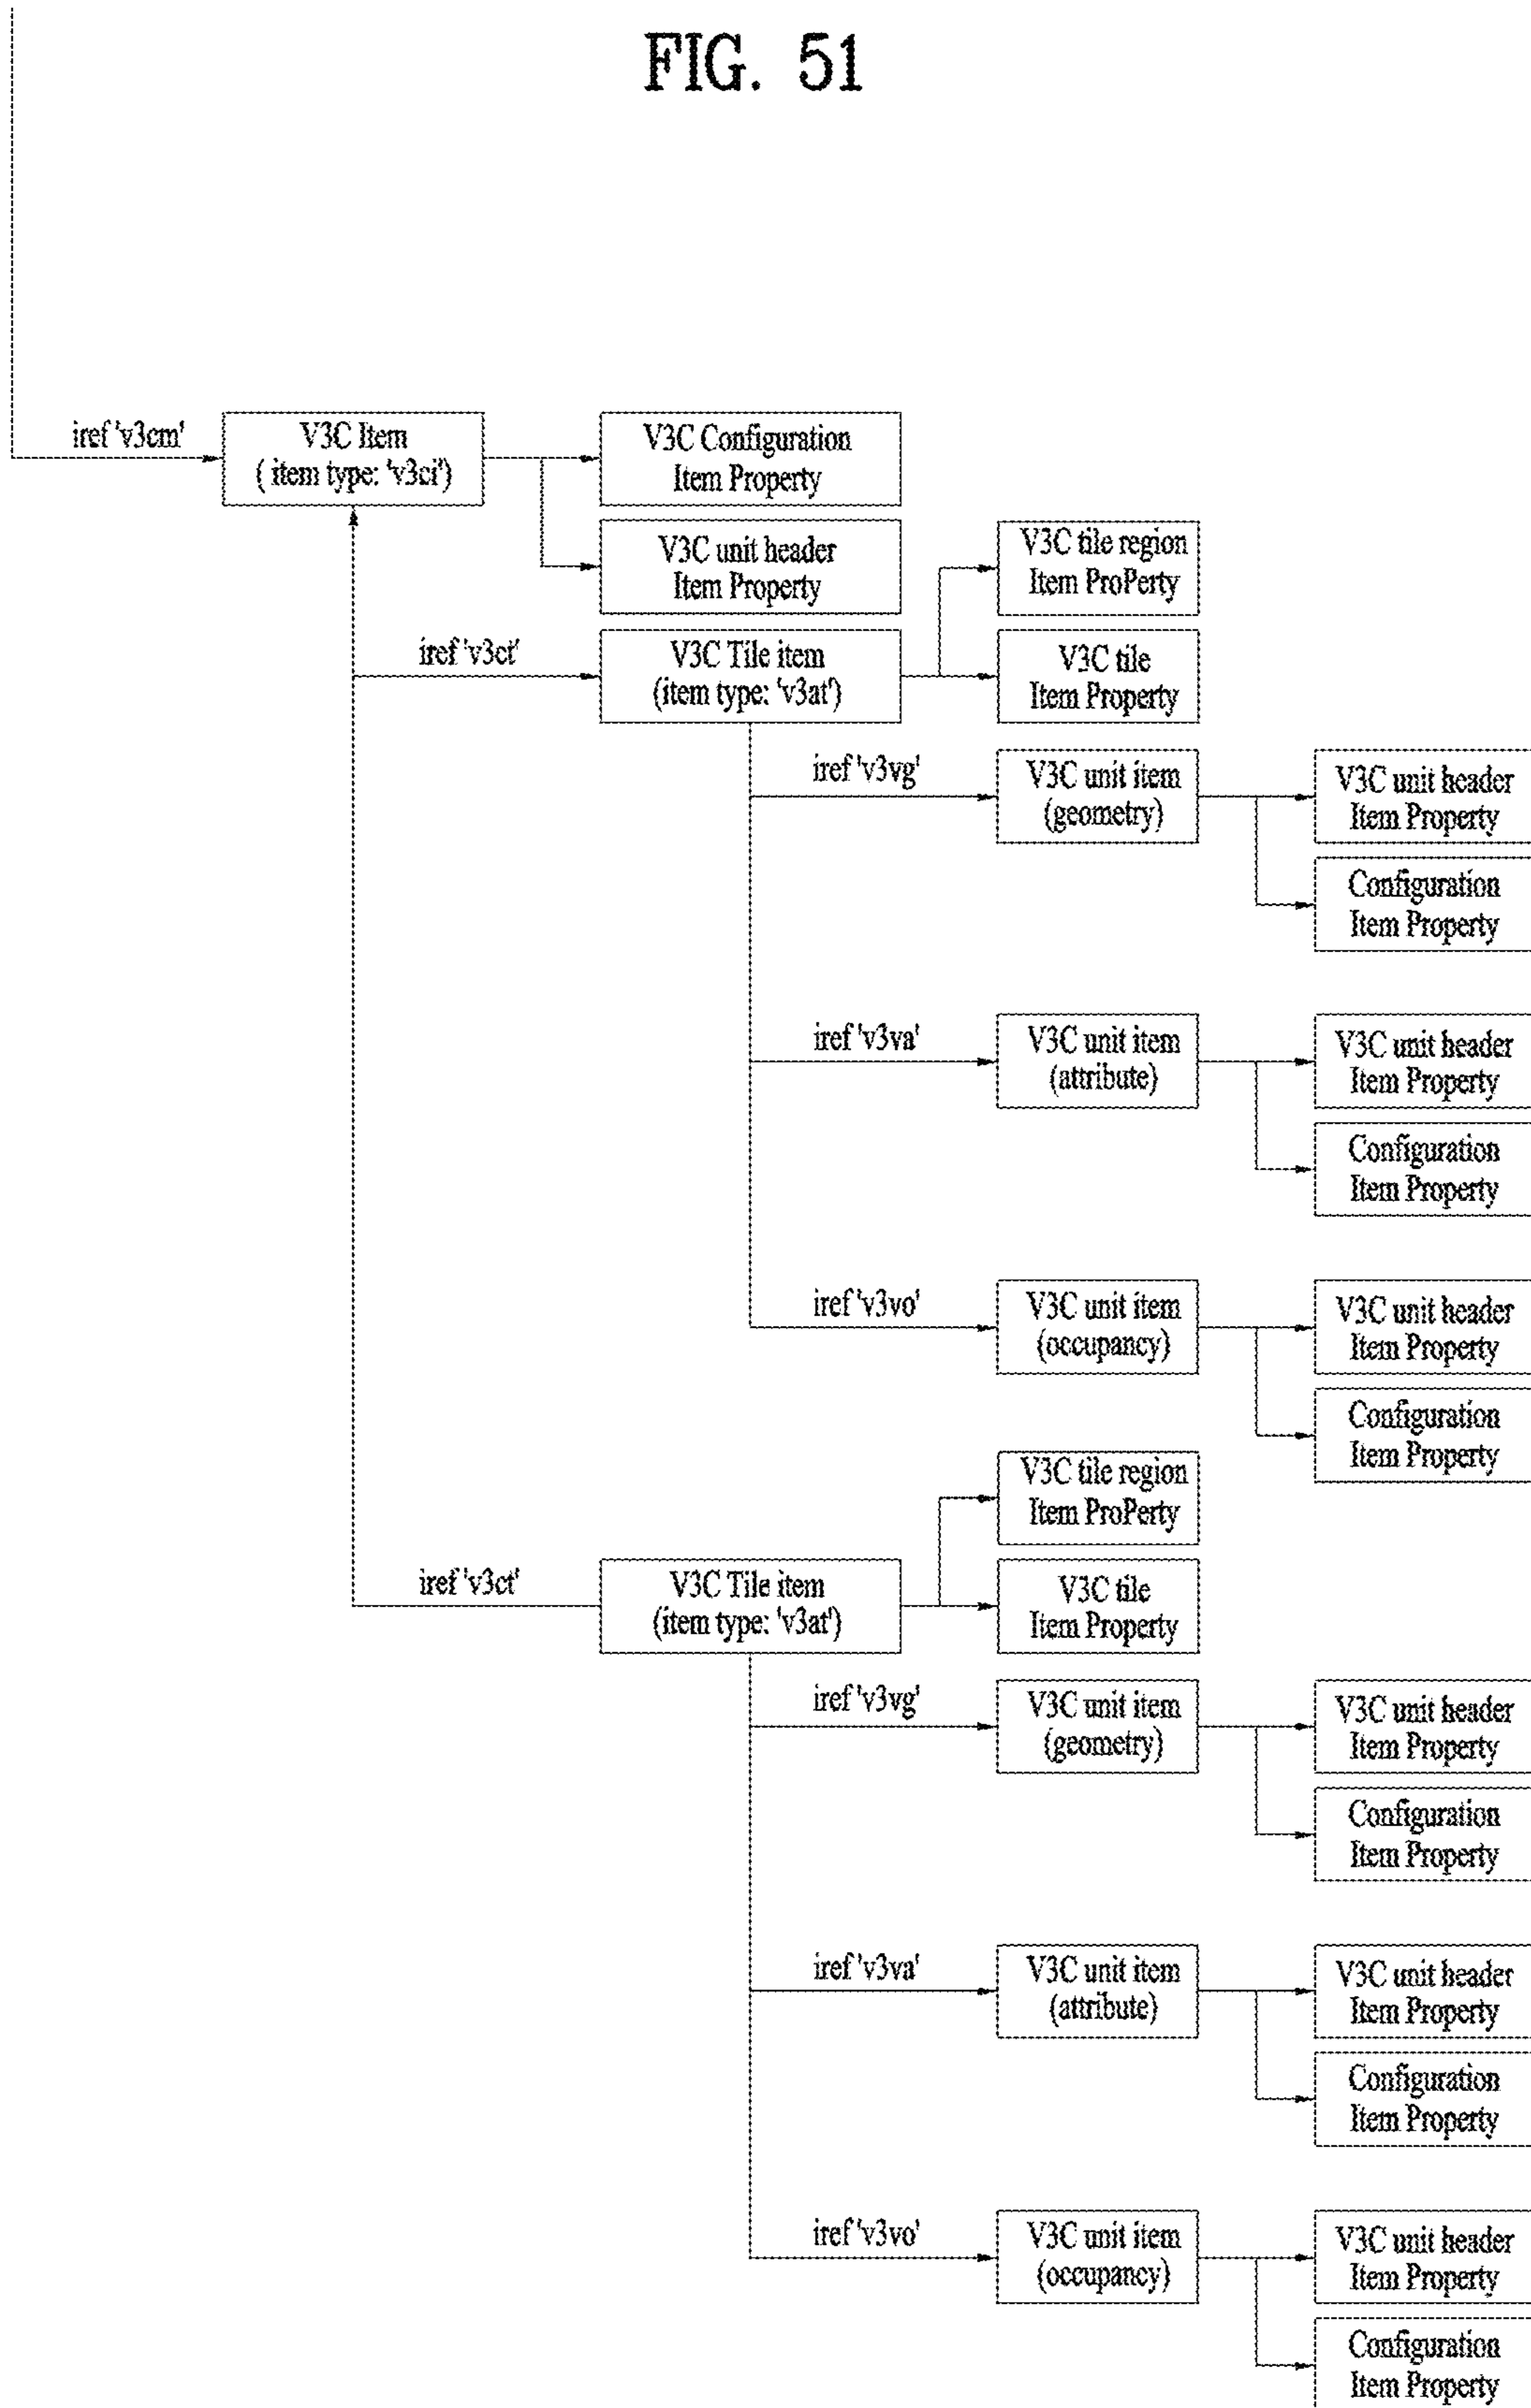 FIG. 51
iref 'v3cm'
V3C Item
( item type: 'v3ci')
V3C Configuration
Item Property
V3C unit header
Item Property
iref 'v3ct'
V3C Tile item
(item type: 'v3at')
V3C tile region
Item ProPerty
V3C tile
Item Property
iref 'v3vg'
V3C unit item
(geometry)
V3C unit header
Item Property
Configuration
Item Property
iref 'v3va'
V3C unit item
(attribute)
V3C unit header
Item Property
Configuration
Item Property
iref 'v3vo'
V3C unit item
(occupancy)
V3C unit header
Item Property
Configuration
Item Property
iref 'v3ct'
V3C Tile item
(item type: 'v3at')
V3C tile region
Item ProPerty
V3C tile
Item Property
iref 'v3vg'
V3C unit item
(geometry)
V3C unit header
Item Property
Configuration
Item Property
iref 'v3va'
V3C unit item
(attribute)
V3C unit header
Item Property
Configuration
Item Property
iref 'v3vo'
V3C unit item
(occupancy)
V3C unit header
Item Property
Configuration
Item Property